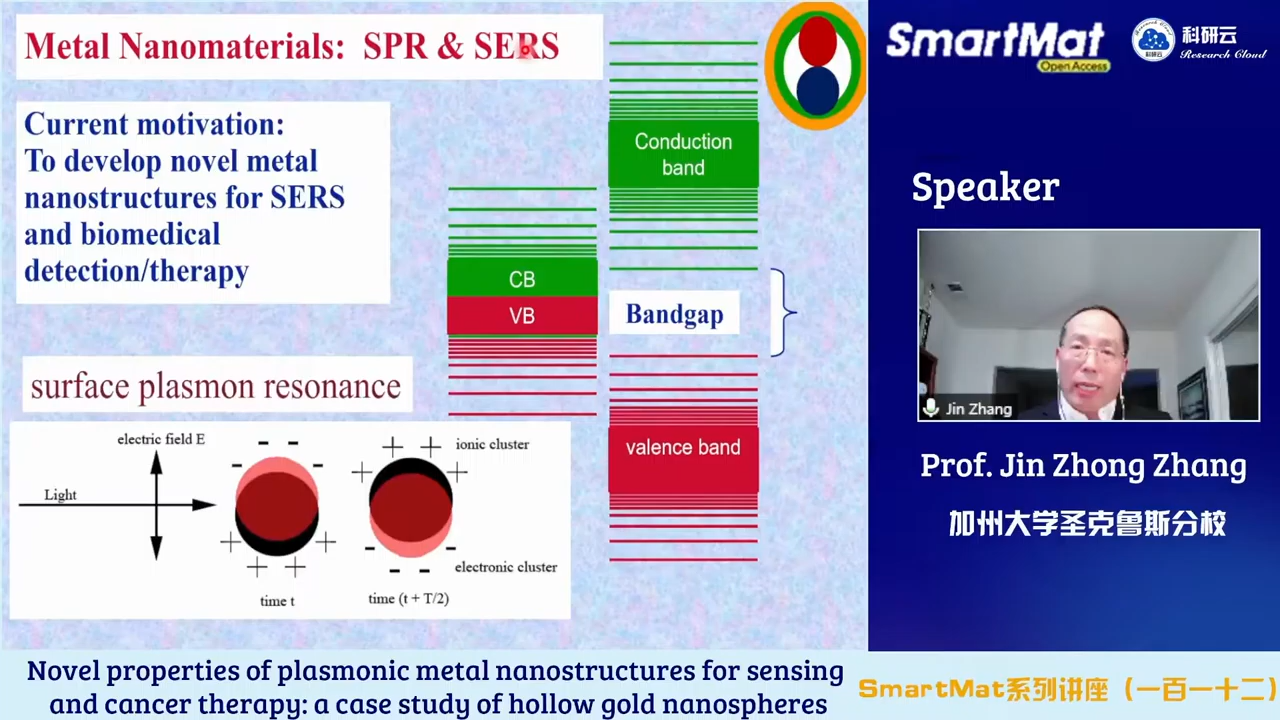 Metal Nanomaterials: SPR & SERS
Current motivation:
To develop novel metal
nanostructures for SERS
and biomedical
detection/therapy
Conduction
band
CB
VB
Bandgap
valence band
surface plasmon resonance
electric field E
Light
- -
- -
+ +
+ +
time t
+ +
+ +
ionic cluster
- -
- -
electronic cluster
time (t + T/2)
SmartMat
Open Access
科研云
科研云
Research Cloud
Speaker
Jin Zhang
Prof. Jin Zhong Zhang
加州大学圣克鲁斯分校
Novel properties of plasmonic metal nanostructures for sensing
and cancer therapy: a case study of hollow gold nanospheres
SmartMat系列讲座（一百一十二）